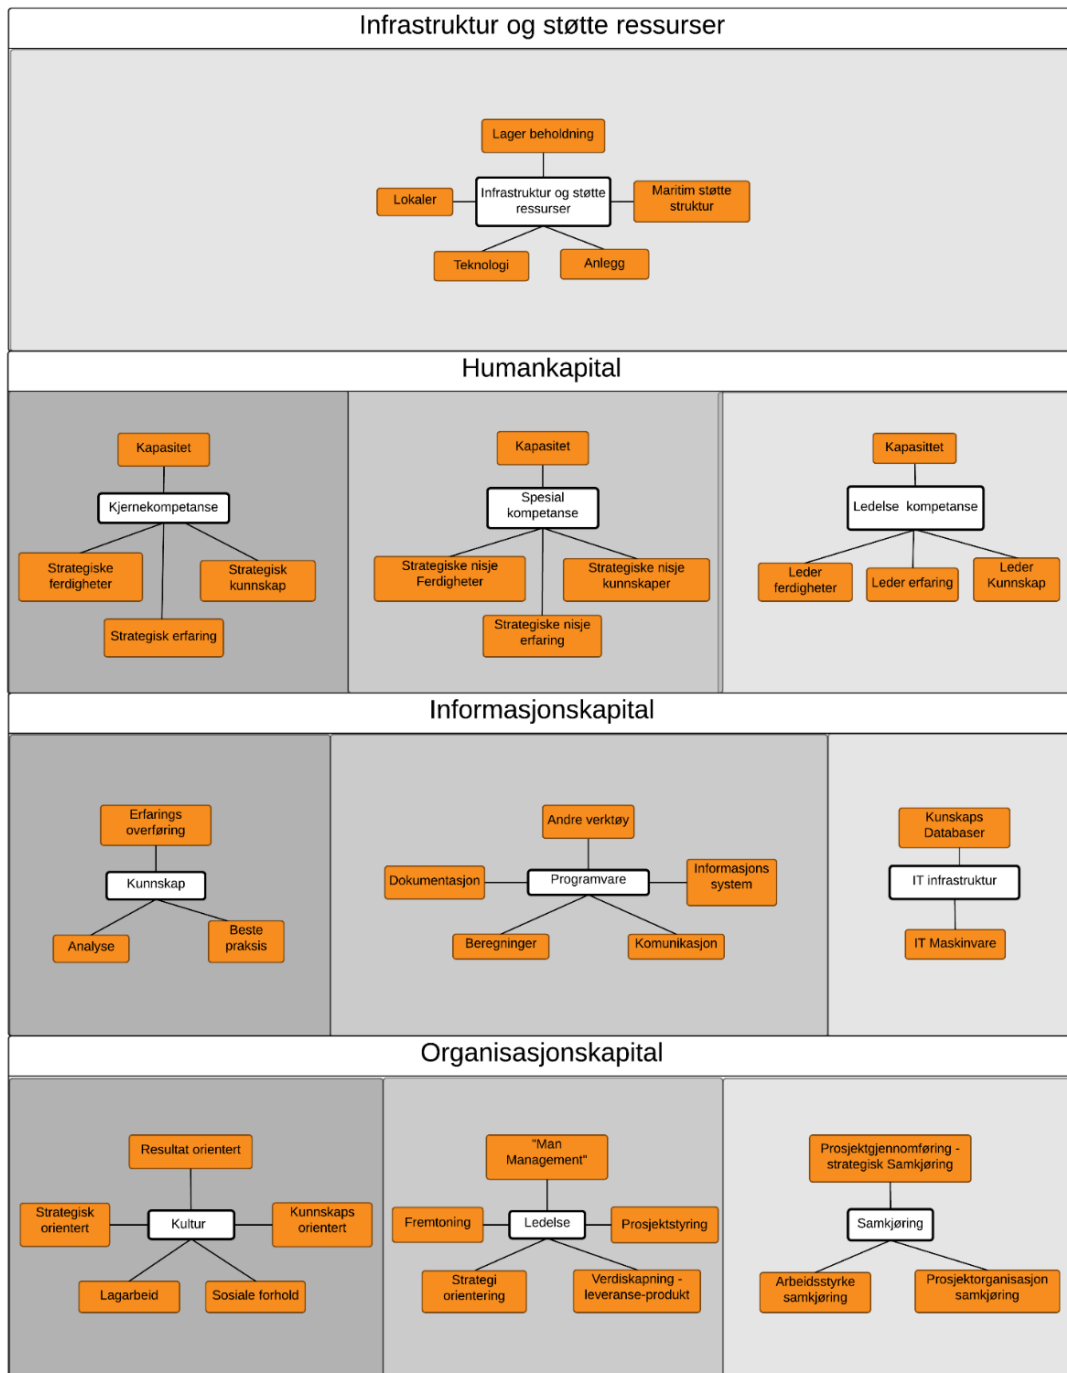 Infrastruktur og støtte ressurser
Lager beholdning
Lokaler
Infrastruktur og støtte
ressurser
Maritim støtte
struktur
Teknologi
Anlegg
Humankapital
Kapasitet
Kjernekompetanse
Strategiske
ferdigheter
Strategisk
kunnskap
Strategisk erfaring
Kapasitet
Spesial
kompetanse
Strategiske nisje
Ferdigheter
Strategiske nisje
kunnskaper
Strategiske nisje
erfaring
Kapasittet
Ledelse kompetanse
Leder
ferdigheter
Leder erfaring
Leder
Kunnskap
Informasjonskapital
Erfarings
overføring
Kunnskap
Analyse
Beste
praksis
Andre verktøy
Dokumentasjon
Programvare
Informasjons
system
Beregninger
Komunikasjon
Kunskaps
Databaser
IT infrastruktur
IT Maskinvare
Organisasjonskapital
Resultat orientert
Strategisk
orientert
Kultur
Kunnskaps
orientert
Lagarbeid
Sosiale forhold
"Man
Management"
Fremtoning
Ledelse
Prosjektstyring
Strategi
orientering
Verdiskapning -
leveranse-produkt
Prosjektgjennomføring -
strategisk Samkjøring
Samkjøring
Arbeidsstyrke
samkjøring
Prosjektorganisasjon
samkjøring